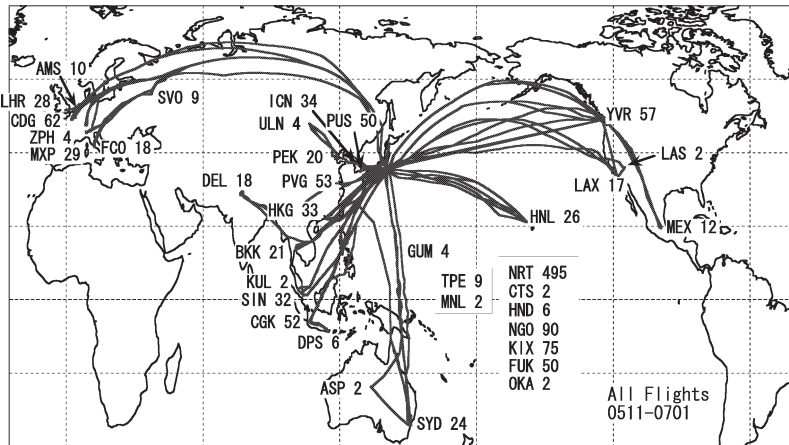 AMS 10
LHR 28
CDG 62
ZPH 4
MXP 29
FCO 18
SVO 9
ICN 34
ULN 4
PUS 50
PEK 20
DEL 18
PVG 53
HKG 33
BKK 21
KUL 2
SIN 32
CGK 52
DPS 6
ASP 2
SYD 24
GUM 4
YVR 57
LAS 2
LAX 17
HNL 26
MEX 12
TPE 9
MNL 2
NRT 495
CTS 2
HND 6
NGO 90
KIX 75
FUK 50
OKA 2
All Flights
0511-0701